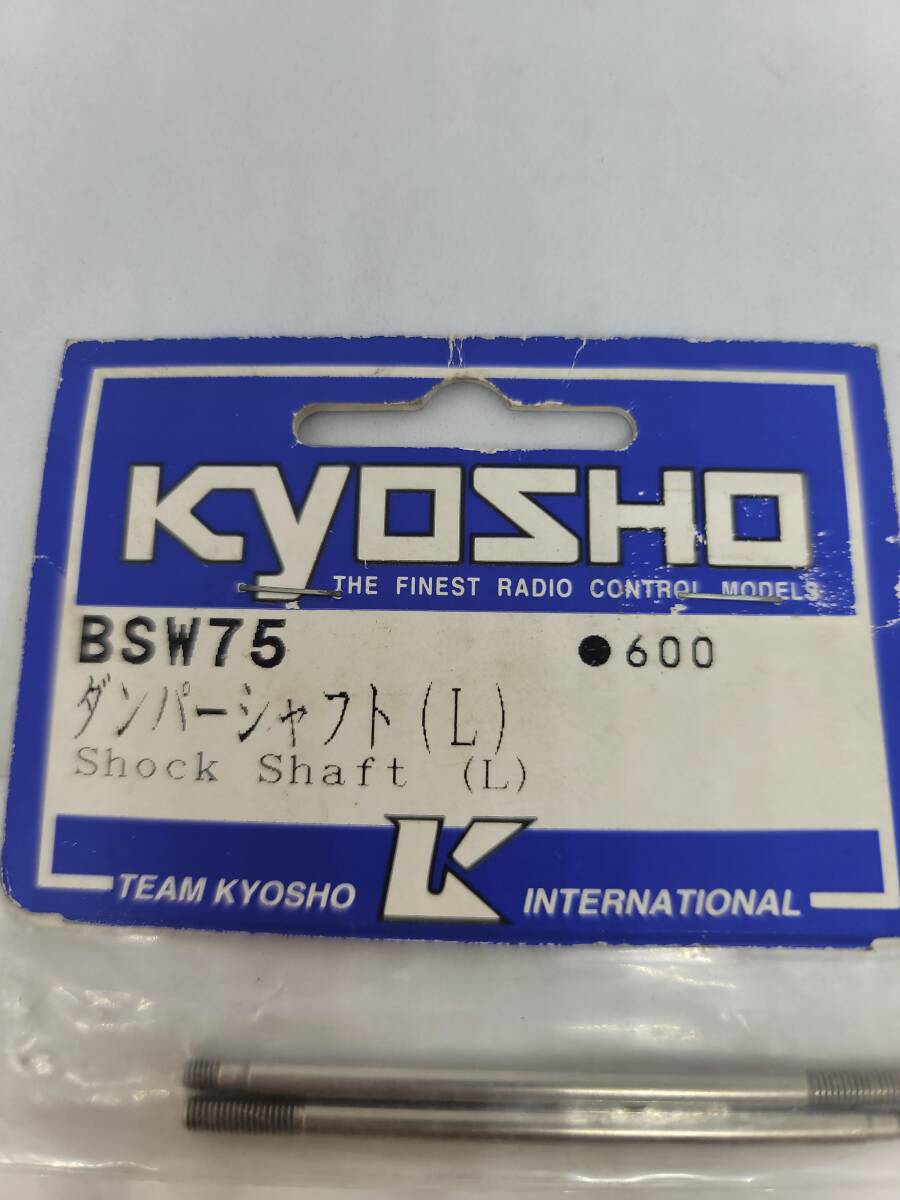 KYOSHO
THE FINEST RADIO CONTROL MODELS
BSW75 ●600
ダンパーシャフト(L)
Shock Shaft (L)
TEAM KYOSHO INTERNATIONAL